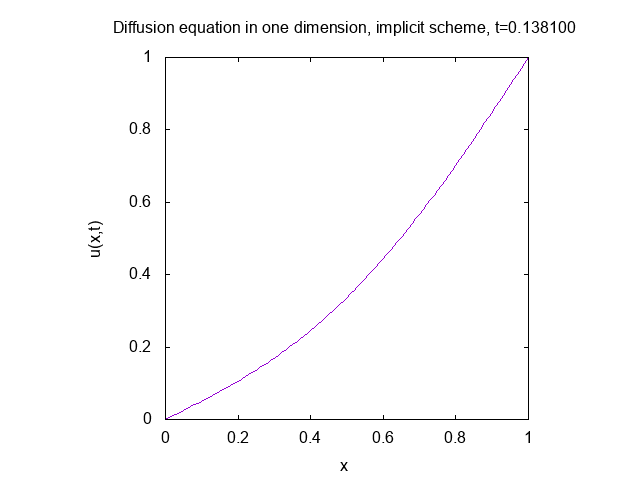 Diffusion equation in one dimension, implicit scheme, t=0.138100
1
0.8
0.6
0.4
0.2
0
u(x,t)
0 0.2 0.4 0.6 0.8 1
x